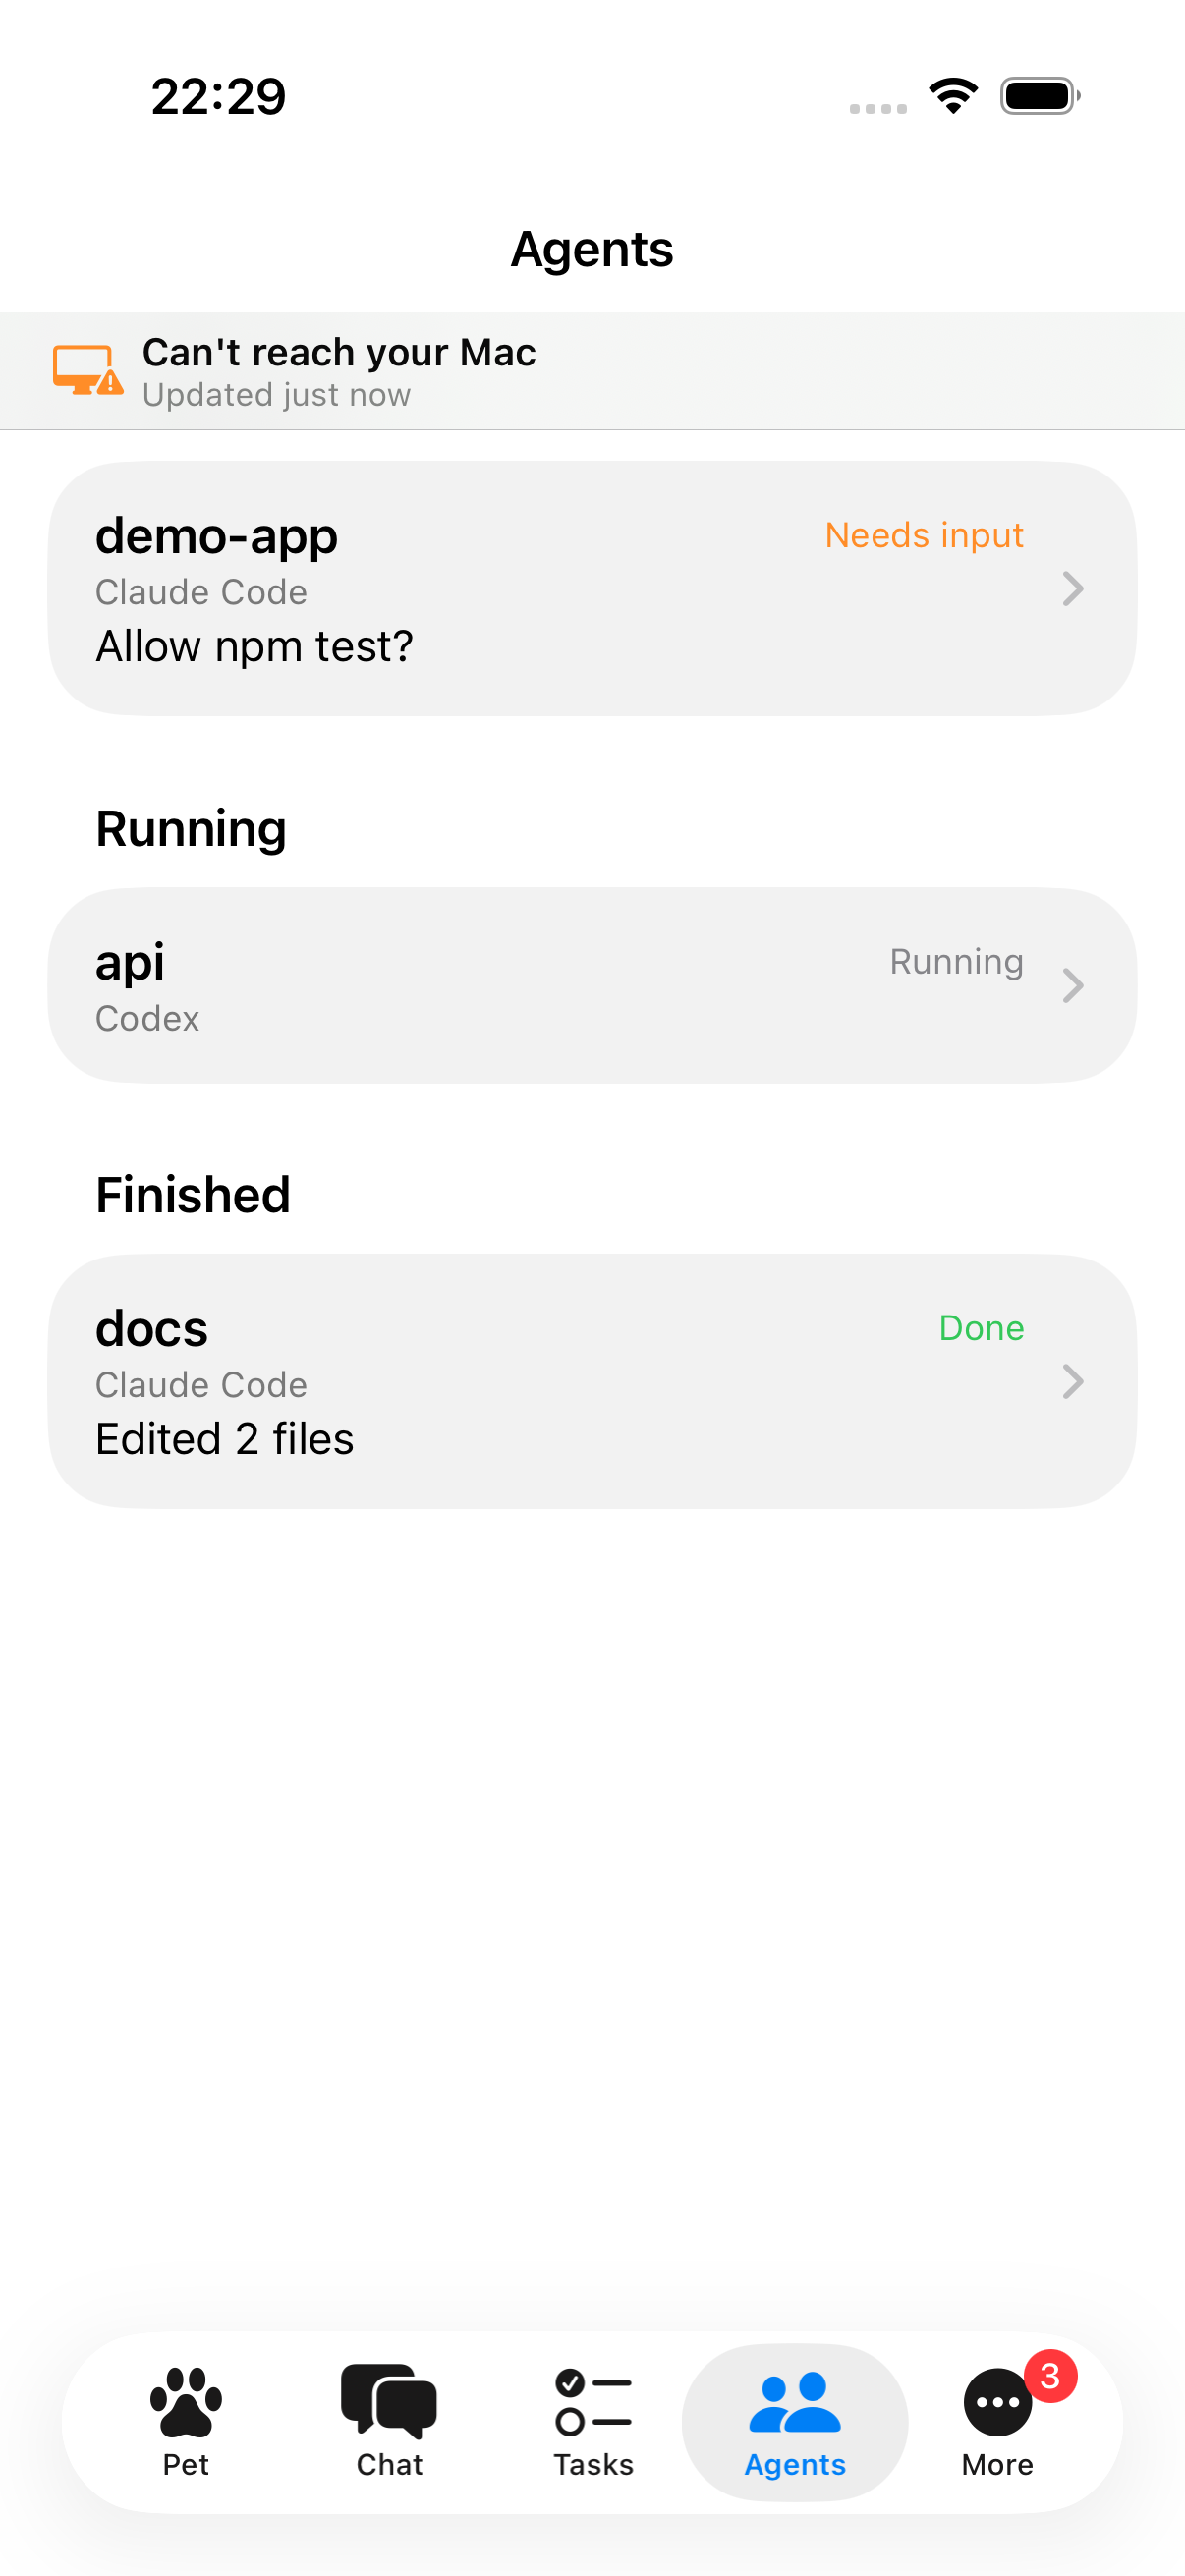 22:29
Agents
Can't reach your Mac
Updated just now
demo-app
Needs input
Claude Code
Allow npm test?
Running
api
Running
Codex
Finished
docs
Done
Claude Code
Edited 2 files
3
Pet
Chat
Tasks
Agents
More